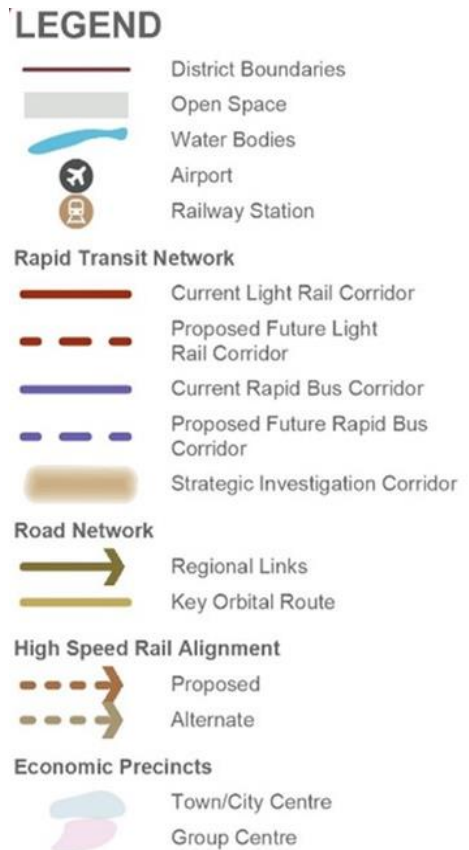 LEGEND
District Boundaries
Open Space
Water Bodies
Airport
Railway Station
Rapid Transit Network
Current Light Rail Corridor
Proposed Future Light
Rail Corridor
Current Rapid Bus Corridor
Proposed Future Rapid Bus
Corridor
Strategic Investigation Corridor
Road Network
Regional Links
Key Orbital Route
High Speed Rail Alignment
Proposed
Alternate
Economic Precincts
Town/City Centre
Group Centre